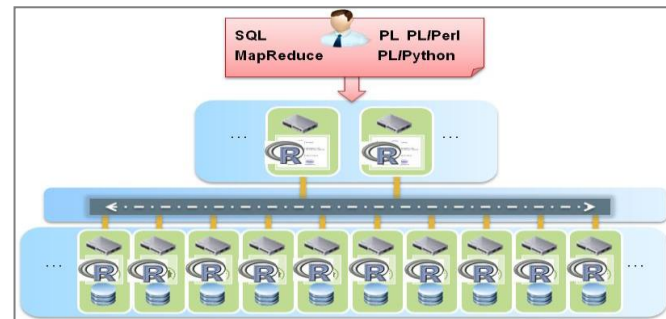 SQL PL PL/Perl
MapReduce PL/Python
... ...
R R
... ...
R R R R R R R R R R